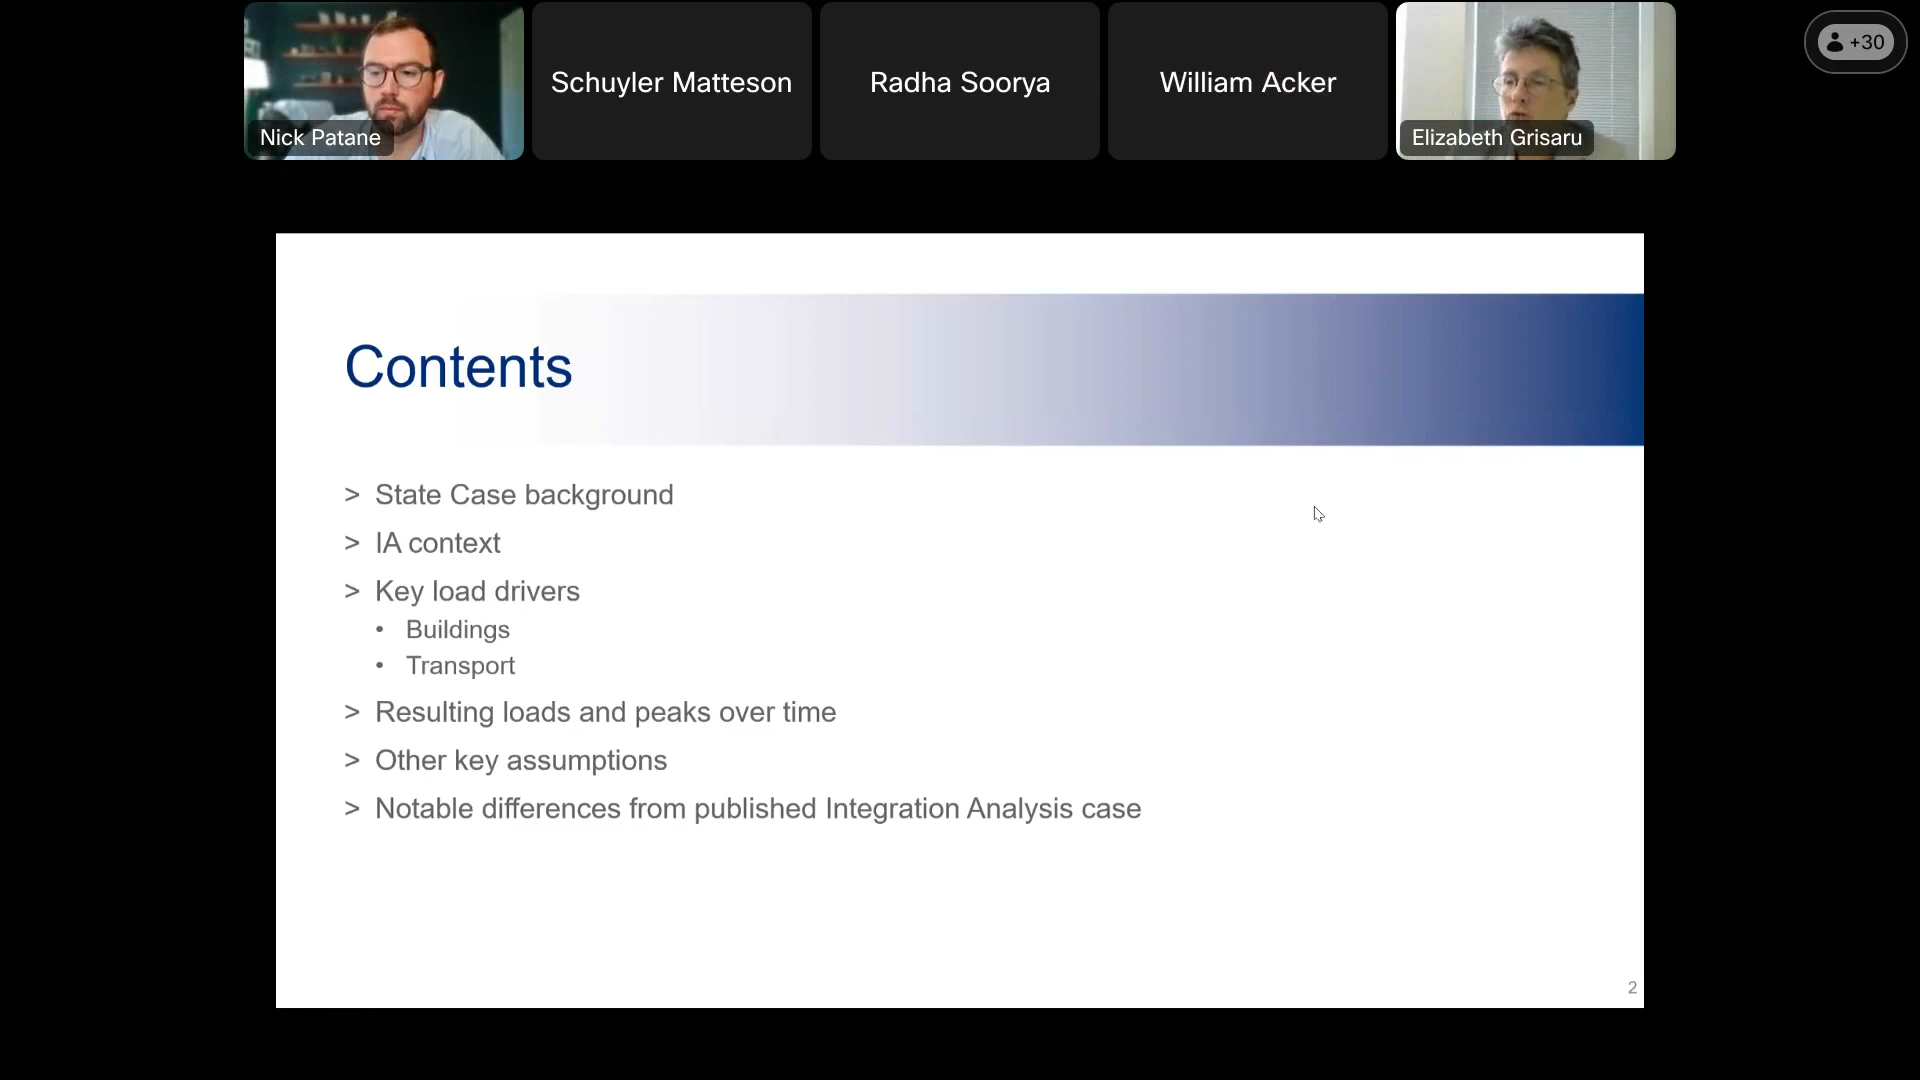 Nick Patane
Schuyler Matteson
Radha Soorya
William Acker
Elizabeth Grisaru
+30
Contents
> State Case background
> IA context
> Key load drivers
• Buildings
• Transport
> Resulting loads and peaks over time
> Other key assumptions
> Notable differences from published Integration Analysis case
2